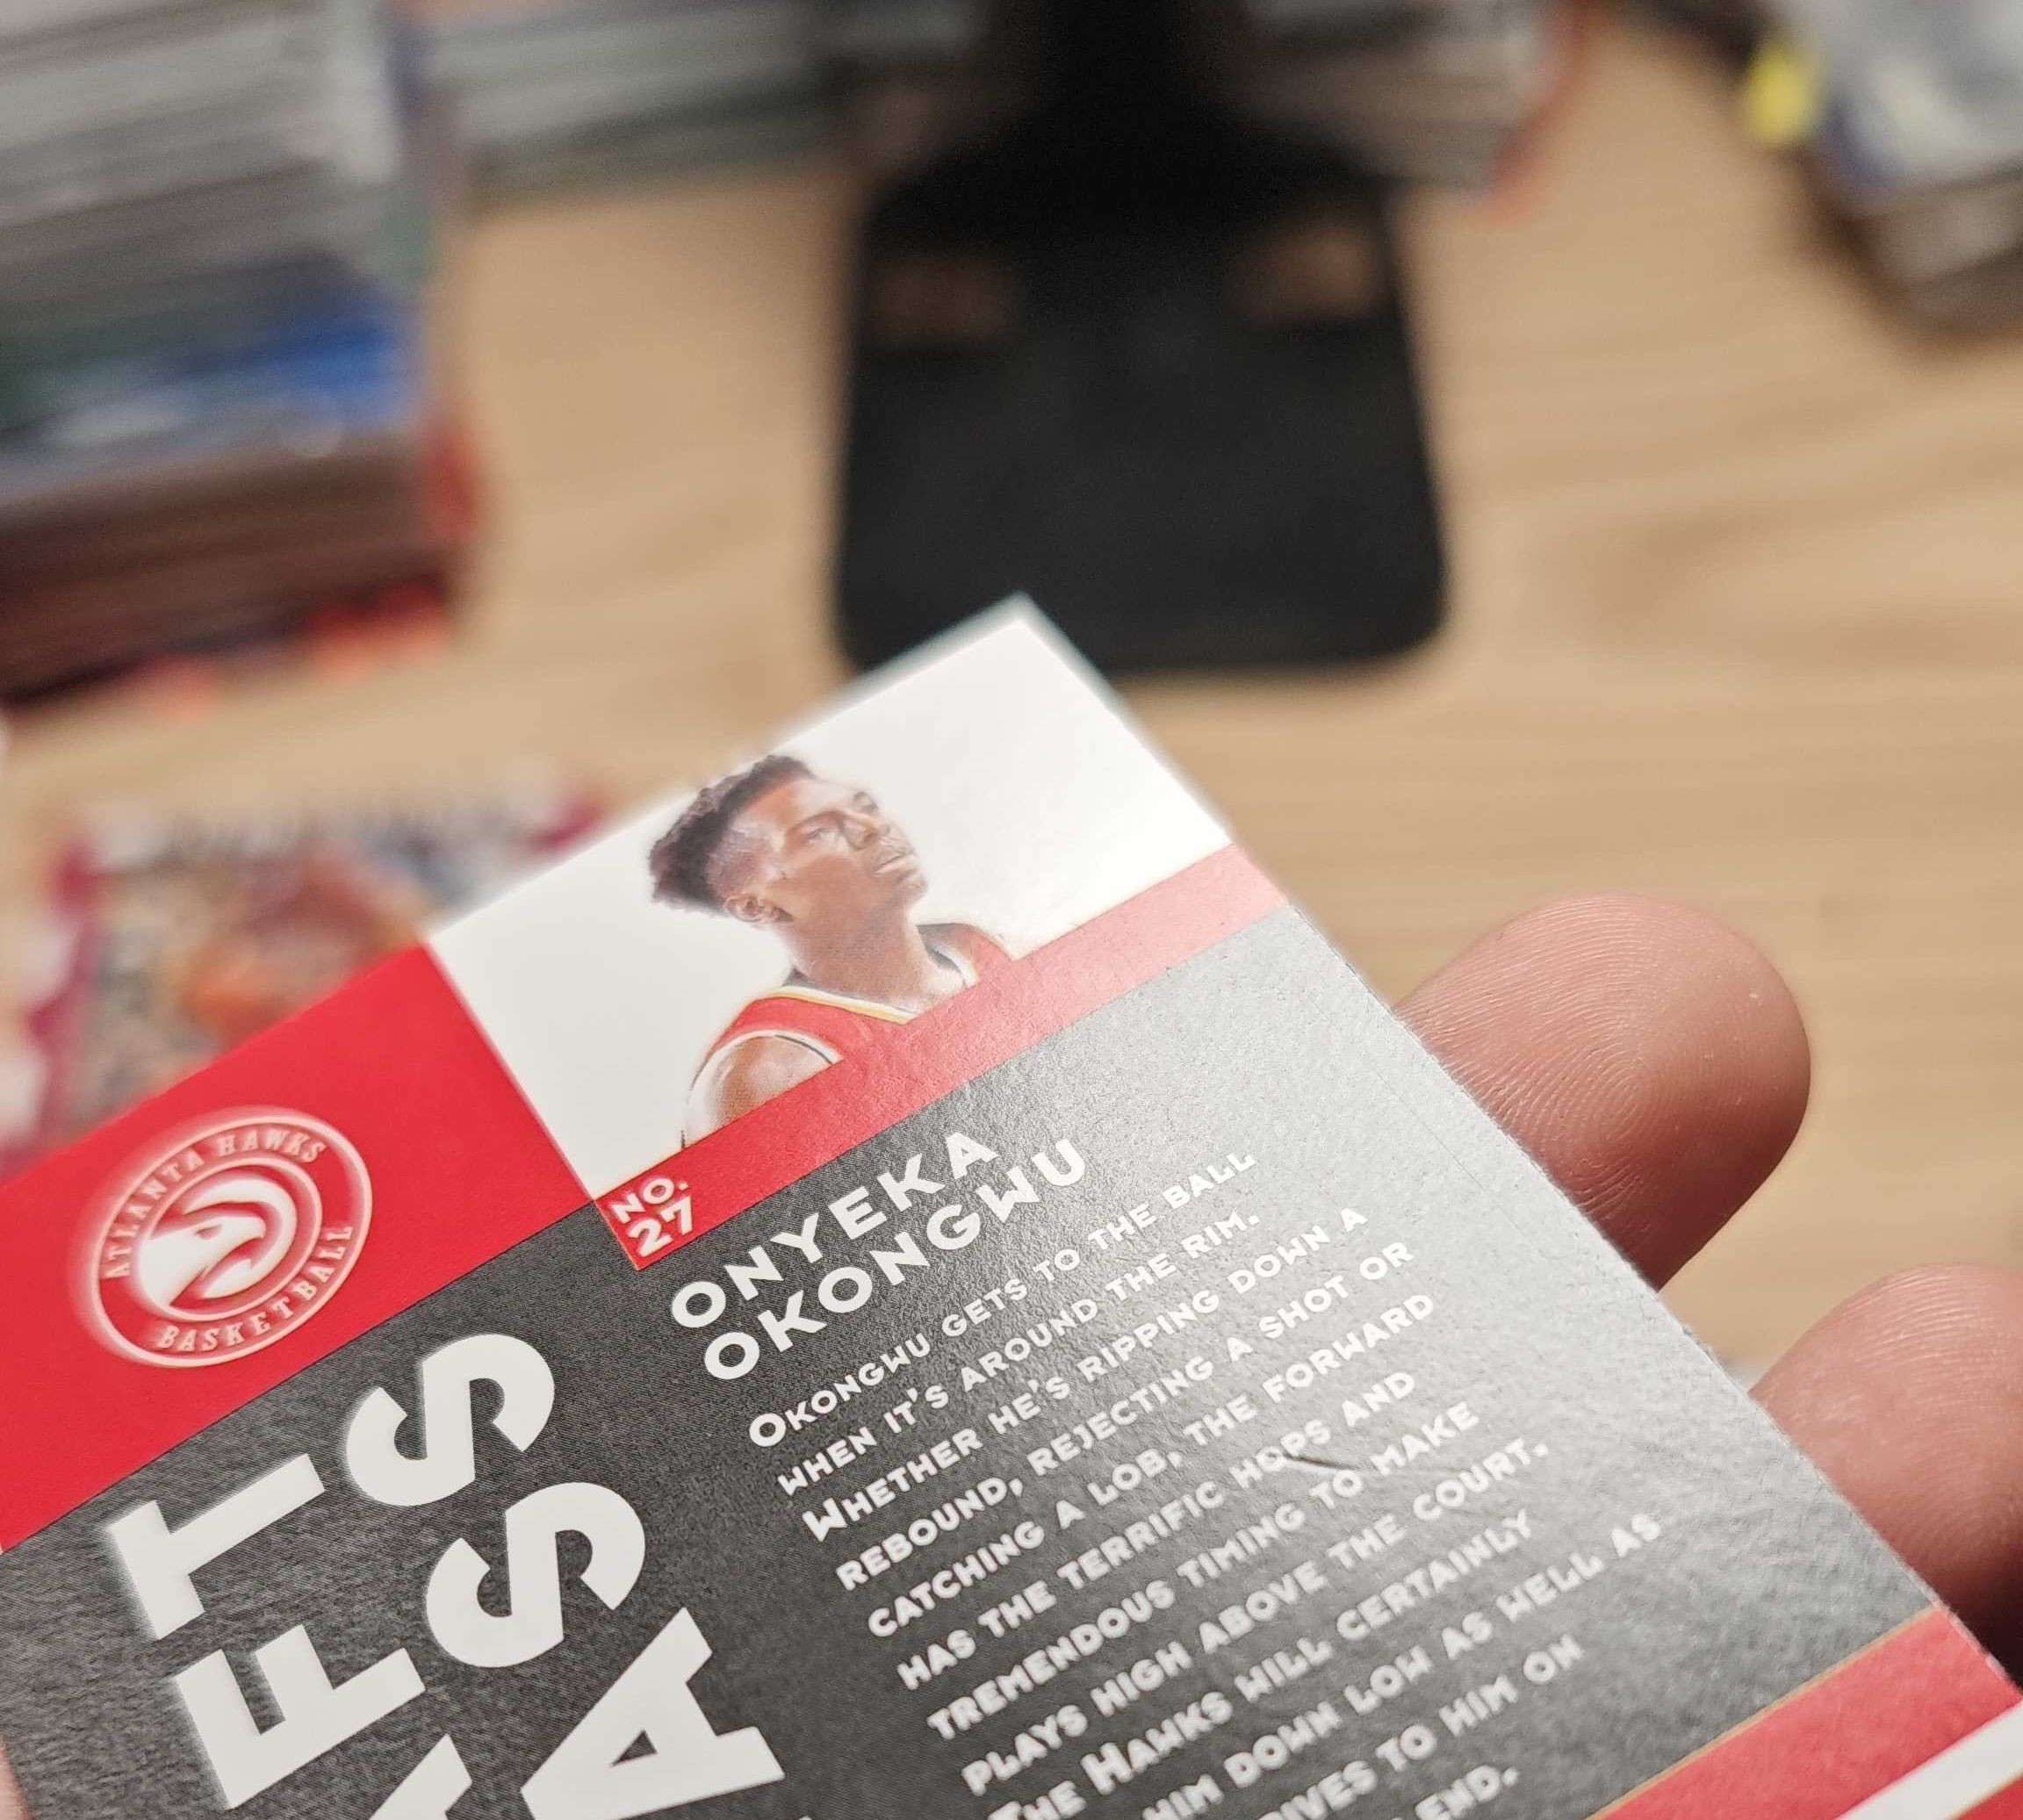 ATLANTA HAWKS
BASKETBALL
NO.
27
ONYEKA
OKONGWU
OKONGWU GETS TO THE BALL
WHEN IT'S AROUND THE RIM.
WHETHER HE'S RIPPING DOWN A
REBOUND, REJECTING A SHOT OR
CATCHING A LOB, THE FORWARD
HAS THE TERRIFIC HOPS AND
TREMENDOUS TIMING TO MAKE
PLAYS HIGH ABOVE THE COURT.
THE HAWKS WILL CERTAINLY
HIM DOWN LOW AS WELL AS
TO HIM ON
END.